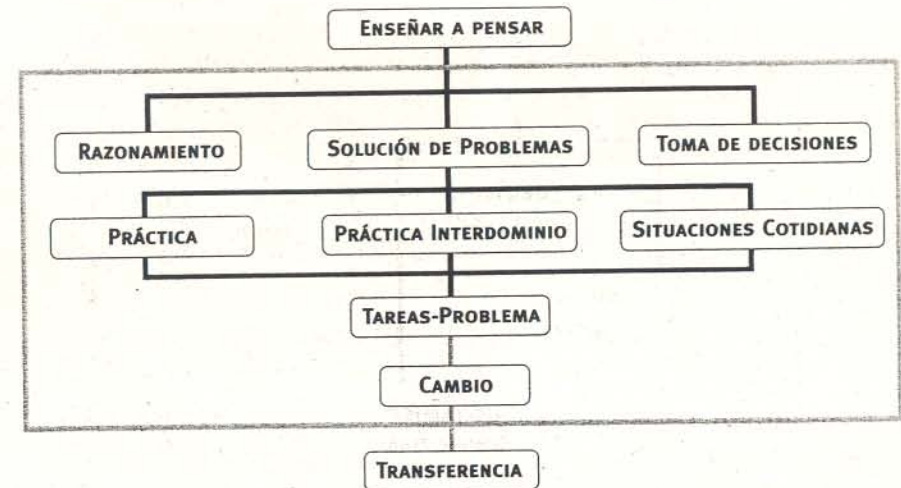 ENSEÑAR A PENSAR
RAZONAMIENTO
SOLUCIÓN DE PROBLEMAS
TOMA DE DECISIONES
PRÁCTICA
PRÁCTICA INTERDOMINIO
SITUACIONES COTIDIANAS
TAREAS-PROBLEMA
CAMBIO
TRANSFERENCIA